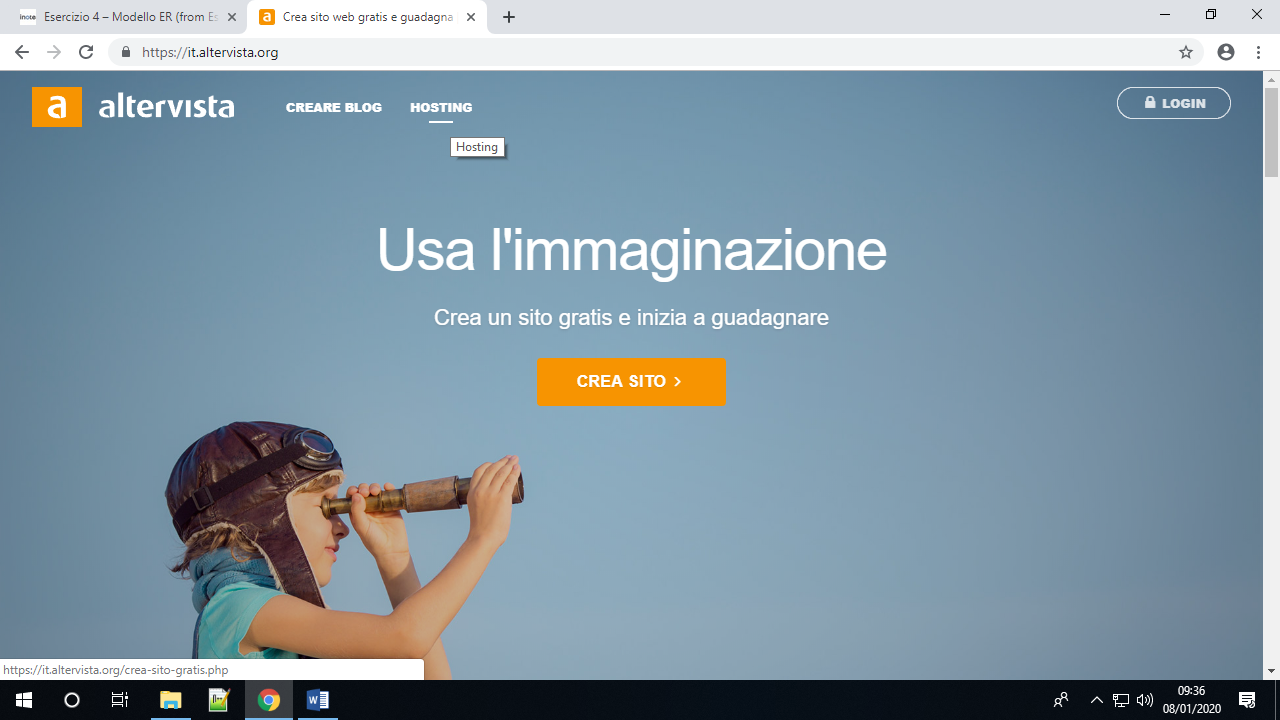 Esercizio 4 – Modello ER (from Es
Crea sito web gratis e guadagna
https://it.altervista.org
a altervista
CREARE BLOG
HOSTING
LOGIN
Hosting
Usa l'immaginazione
Crea un sito gratis e inizia a guadagnare
CREA SITO
https://it.altervista.org/crea-sito-gratis.php
09:36
08/01/2020